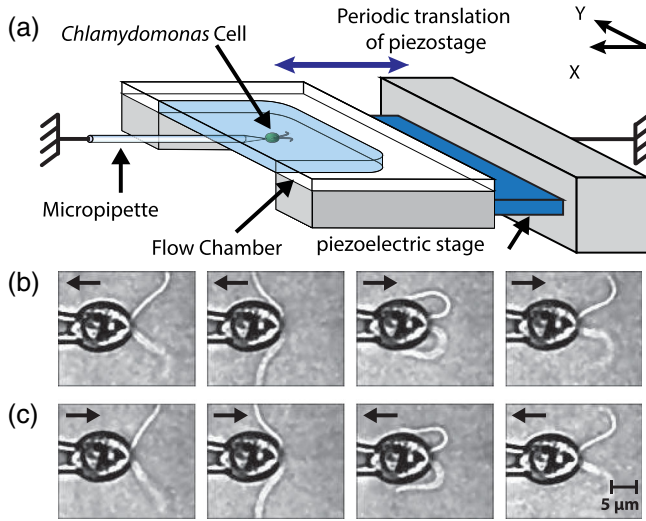 (a)
Chlamydomonas Cell
Periodic translation
of piezostage
Y
X
Micropipette
Flow Chamber
piezoelectric stage
(b)
(c)
5 μm